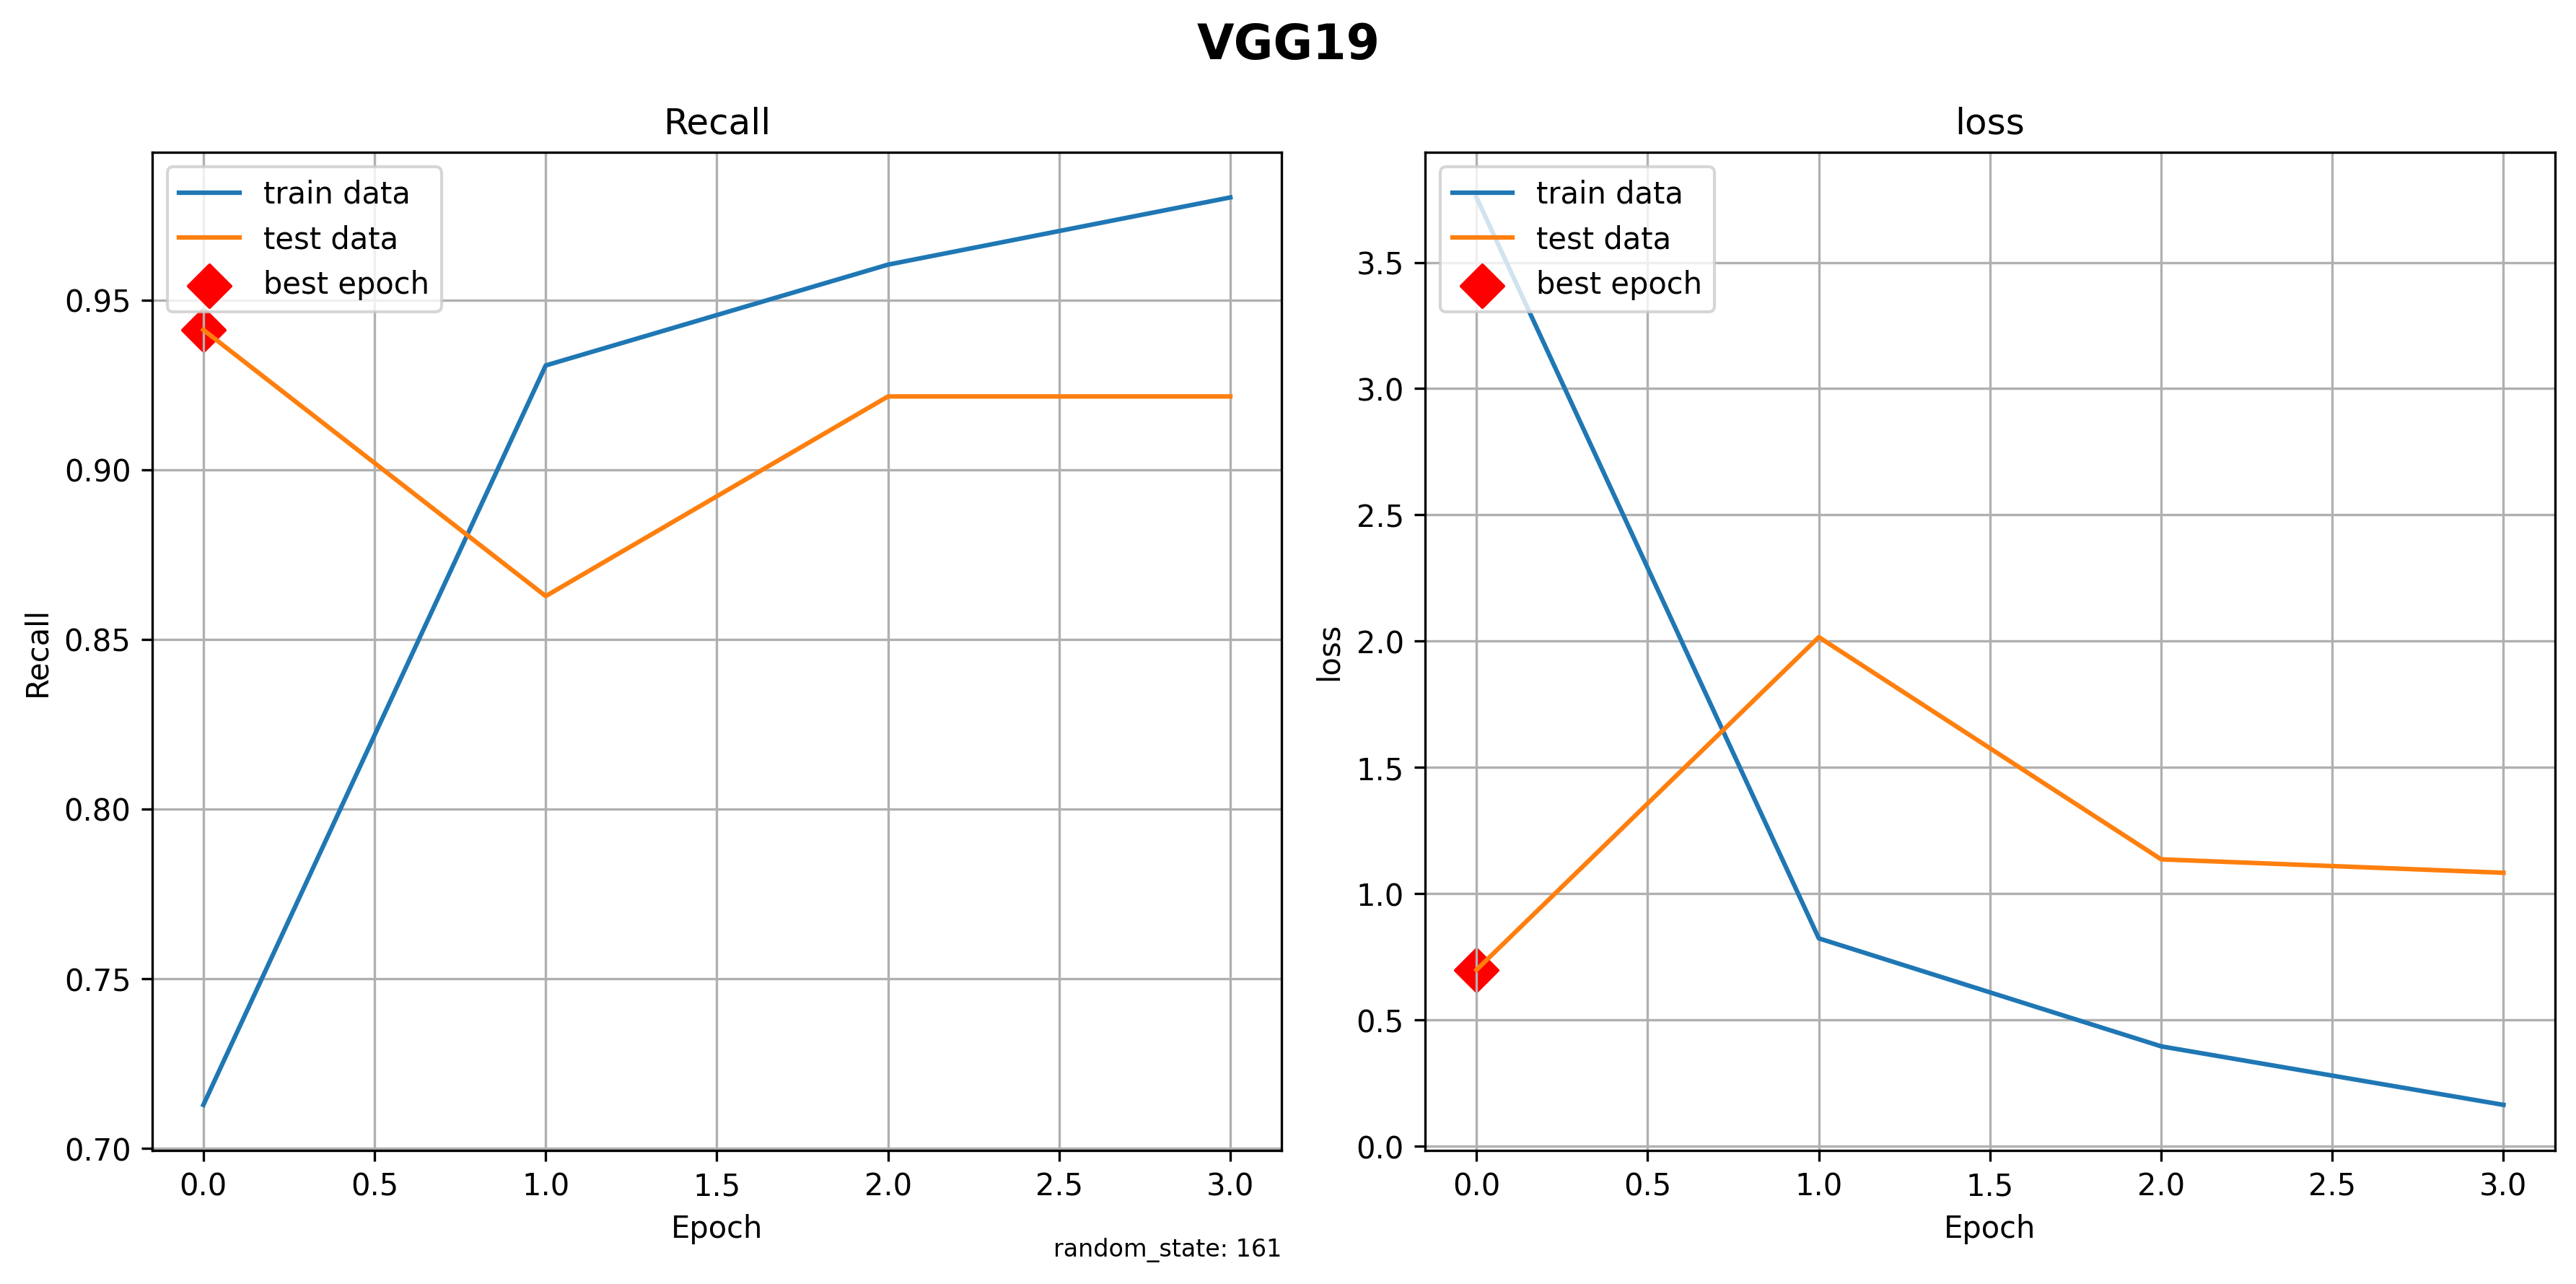 VGG19
Recall
train data
test data
best epoch
0.95
0.90
0.85
0.80
0.75
0.70
Recall
0.0 0.5 1.0 1.5 2.0 2.5 3.0
Epoch
random_state: 161
loss
train data
test data
best epoch
3.5
3.0
2.5
2.0
1.5
1.0
0.5
0.0
loss
0.0 0.5 1.0 1.5 2.0 2.5 3.0
Epoch